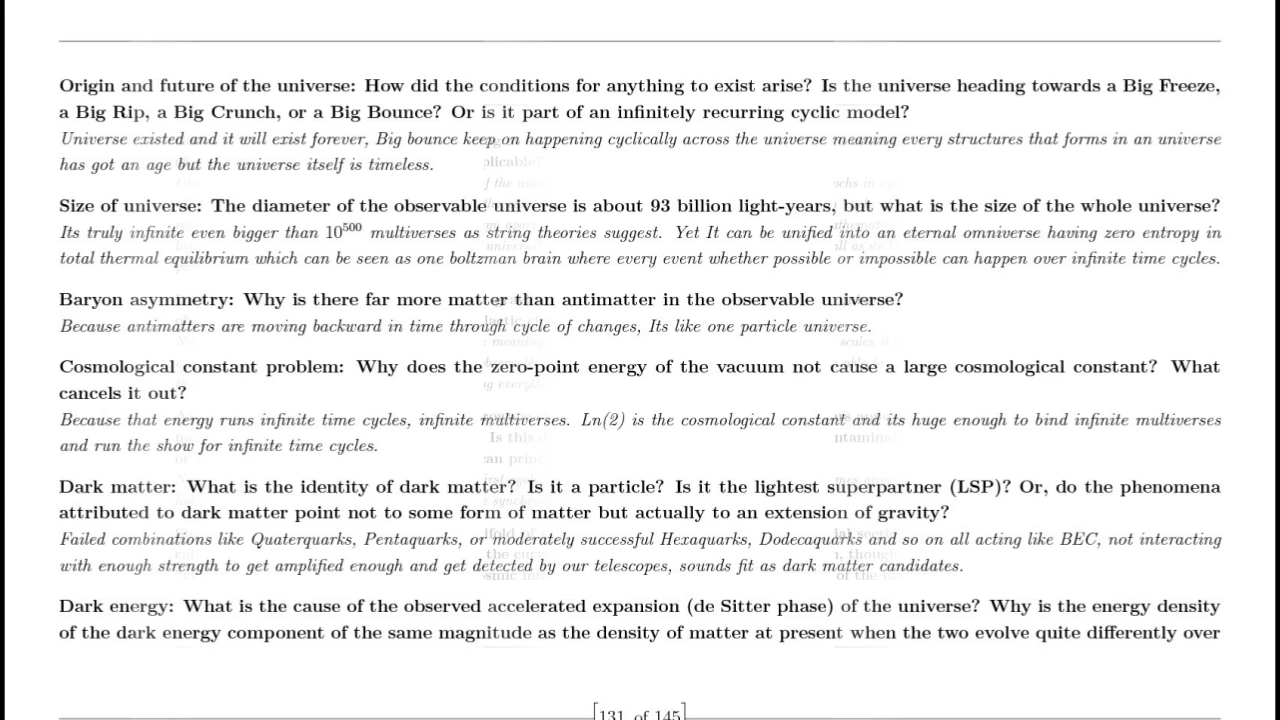 Origin and future of the universe: How did the conditions for anything to exist arise? Is the universe heading towards a Big Freeze,
a Big Rip, a Big Crunch, or a Big Bounce? Or is it part of an infinitely recurring cyclic model?
Universe existed and it will exist forever, Big bounce keep on happening cyclically across the universe meaning every structures that forms in an universe
has got an age but the universe itself is timeless.
Size of universe: The diameter of the observable universe is about 93 billion light-years, but what is the size of the whole universe?
Its truly infinite even bigger than 10^500 multiverses as string theories suggest. Yet It can be unified into an eternal omniverse having zero entropy in
total thermal equilibrium which can be seen as one boltzman brain where every event whether possible or impossible can happen over infinite time cycles.
Baryon asymmetry: Why is there far more matter than antimatter in the observable universe?
Because antimatters are moving backward in time through cycle of changes, Its like one particle universe.
Cosmological constant problem: Why does the zero-point energy of the vacuum not cause a large cosmological constant? What
cancels it out?
Because that energy runs infinite time cycles, infinite multiverses. Ln(2) is the cosmological constant and its huge enough to bind infinite multiverses
and run the show for infinite time cycles.
Dark matter: What is the identity of dark matter? Is it a particle? Is it the lightest superpartner (LSP)? Or, do the phenomena
attributed to dark matter point not to some form of matter but actually to an extension of gravity?
Failed combinations like Quaterquarks, Pentaquarks, or moderately successful Hexaquarks, Dodecaquarks and so on all acting like BEC, not interacting
with enough strength to get amplified enough and get detected by our telescopes, sounds fit as dark matter candidates.
Dark energy: What is the cause of the observed accelerated expansion (de Sitter phase) of the universe? Why is the energy density
of the dark energy component of the same magnitude as the density of matter at present when the two evolve quite differently over
[131 of 145]